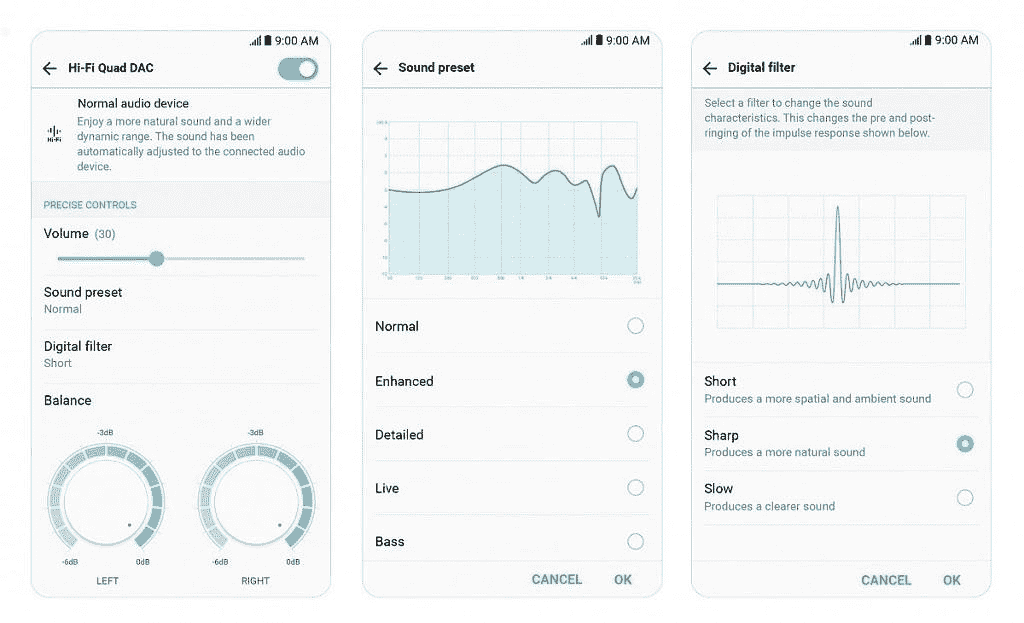 9:00 AM
Hi-Fi Quad DAC
Normal audio device
Enjoy a more natural sound and a wider
dynamic range. The sound has been
automatically adjusted to the connected audio
device.
Hi-Fi
PRECISE CONTROLS
Volume (30)
Sound preset
Normal
Digital filter
Short
Balance
-3dB
-6dB
0dB
LEFT
-3dB
-6dB
0dB
RIGHT
9:00 AM
Sound preset
Normal
Enhanced
Detailed
Live
Bass
CANCEL
OK
9:00 AM
Digital filter
Select a filter to change the sound
characteristics. This changes the pre and post-
ringing of the impulse response shown below.
Short
Produces a more spatial and ambient sound
Sharp
Produces a more natural sound
Slow
Produces a clearer sound
CANCEL
OK